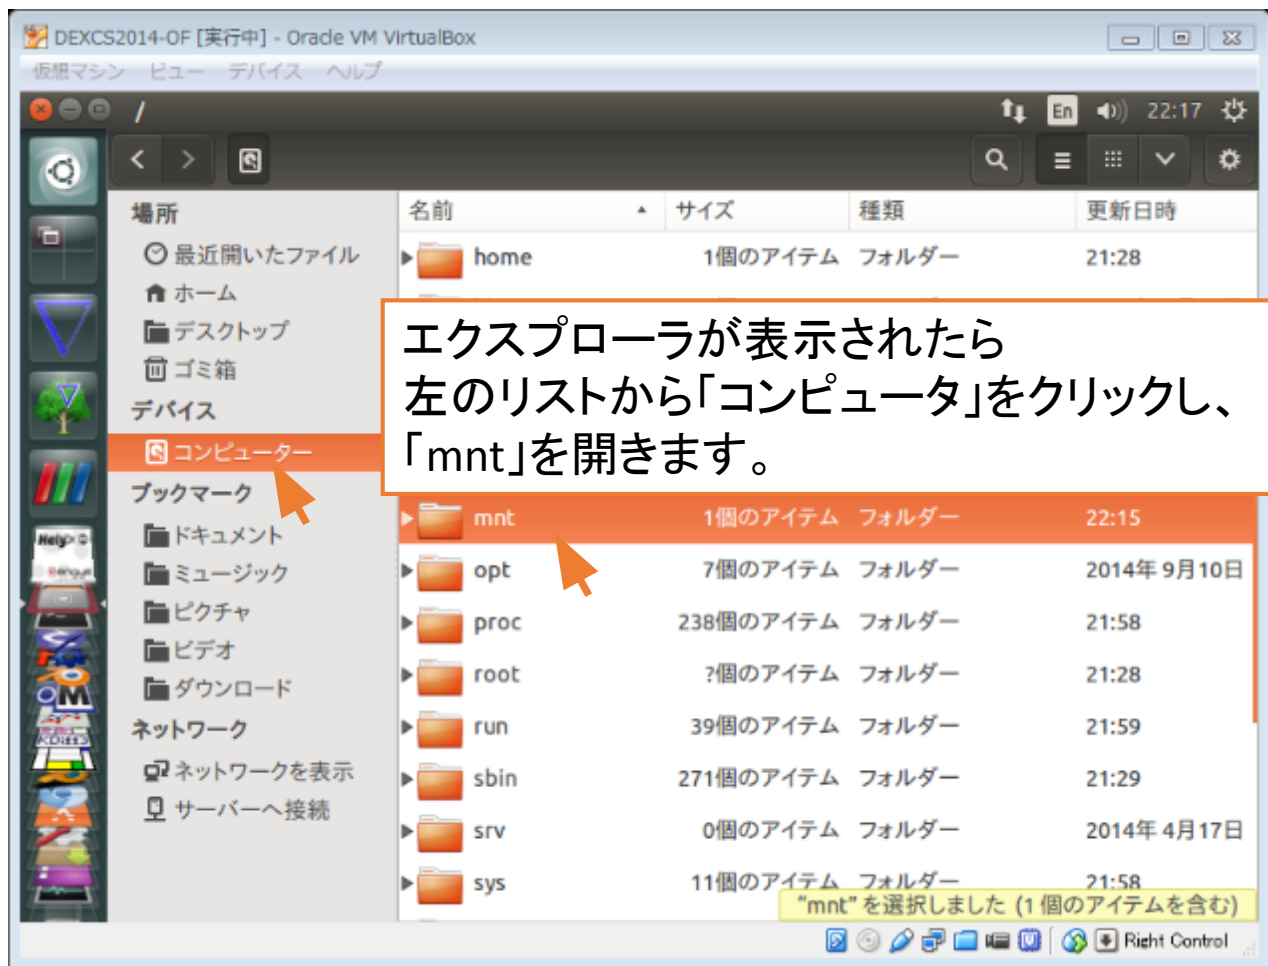 DEXCS2014-OF [実行中] - Oracle VM VirtualBox
仮想マシン ビュー デバイス ヘルプ
/
En 22:17
場所
最近開いたファイル
ホーム
デスクトップ
ゴミ箱
デバイス
コンピューター
ブックマーク
ドキュメント
ミュージック
ピクチャ
ビデオ
ダウンロード
ネットワーク
ネットワークを表示
サーバーへ接続
名前 サイズ 種類 更新日時
home 1個のアイテム フォルダー 21:28
エクスプローラが表示されたら
左のリストから「コンピュータ」をクリックし、
「mnt」を開きます。
mnt 1個のアイテム フォルダー 22:15
opt 7個のアイテム フォルダー 2014年 9月10日
proc 238個のアイテム フォルダー 21:58
root ?個のアイテム フォルダー 21:28
run 39個のアイテム フォルダー 21:59
sbin 271個のアイテム フォルダー 21:29
srv 0個のアイテム フォルダー 2014年 4月17日
sys 11個のアイテム フォルダー 21:58
“mnt” を選択しました (1 個のアイテムを含む)
Right Control